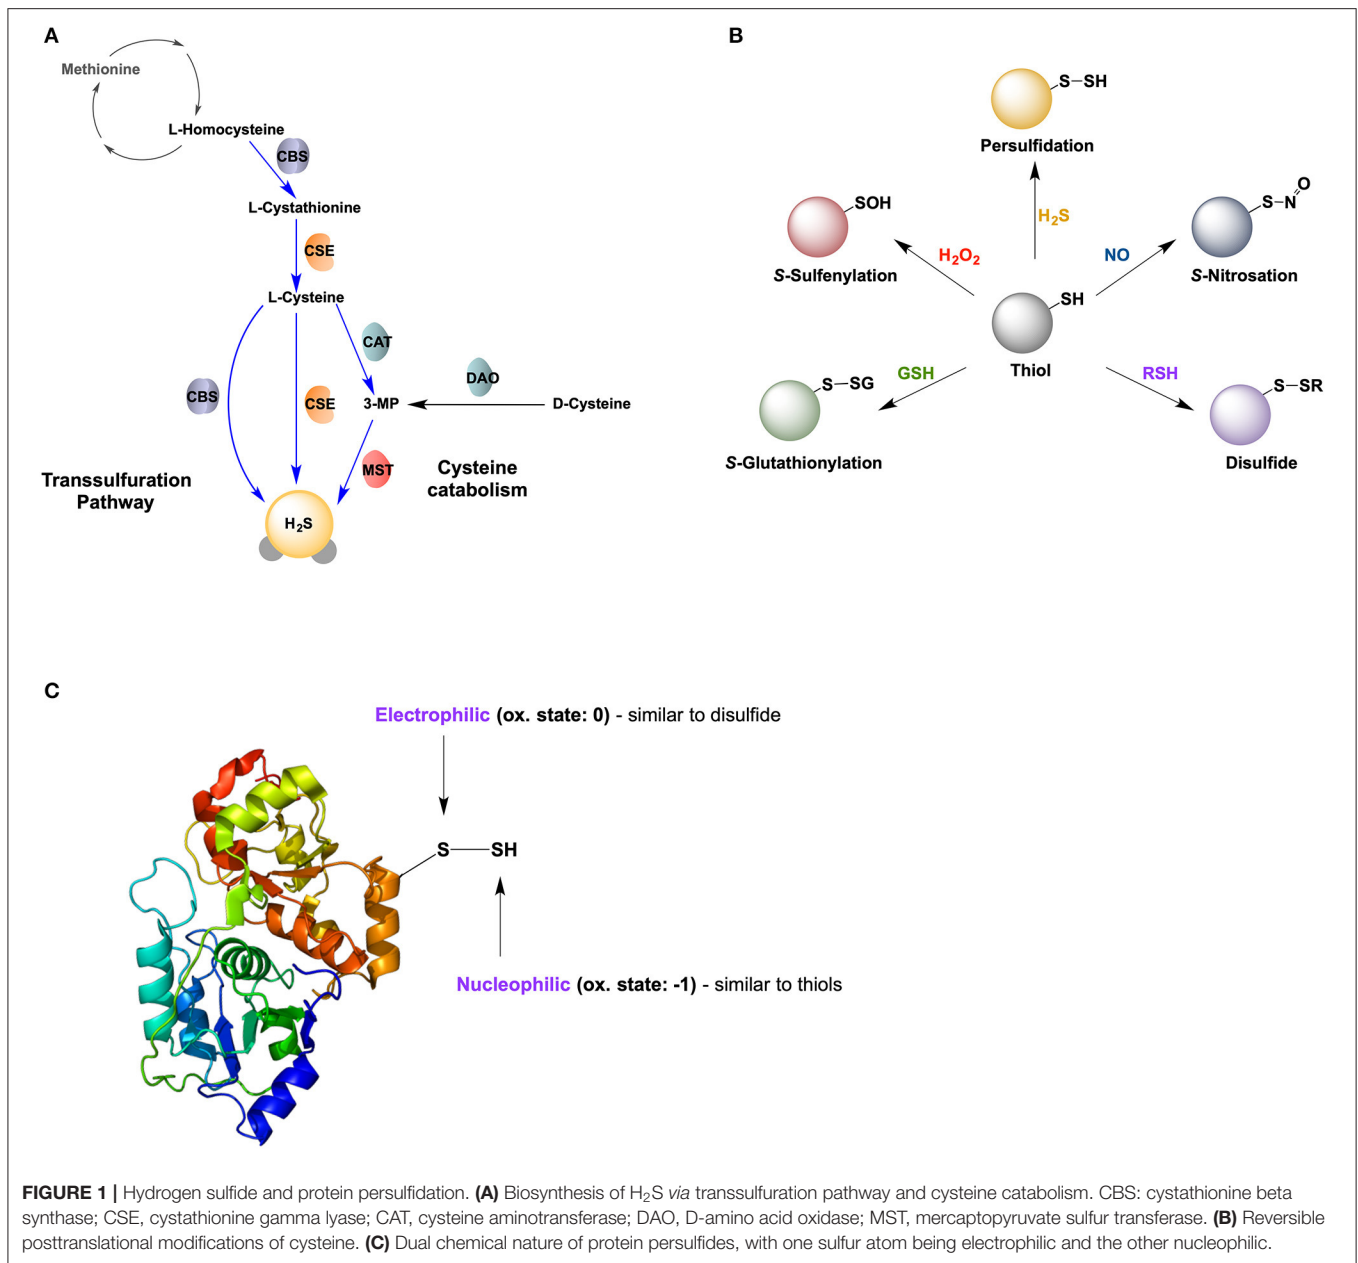 A
Methionine
L-Homocysteine
CBS
L-Cystathionine
CSE
L-Cysteine
CAT
DAO
CBS
CSE
3-MP
D-Cysteine
MST
Transsulfuration
Pathway
Cysteine
catabolism
H₂S
B
S–SH
Persulfidation
SOH
S-Sulfenylation
H₂O₂
H₂S
NO
S–N=O
S-Nitrosation
SH
Thiol
GSH
S–SG
S-Glutathionylation
RSH
S–SR
Disulfide
C
Electrophilic (ox. state: 0) - similar to disulfide
S—SH
Nucleophilic (ox. state: -1) - similar to thiols
FIGURE 1 | Hydrogen sulfide and protein persulfidation. (A) Biosynthesis of H₂S via transsulfuration pathway and cysteine catabolism. CBS: cystathionine beta
synthase; CSE, cystathionine gamma lyase; CAT, cysteine aminotransferase; DAO, D-amino acid oxidase; MST, mercaptopyruvate sulfur transferase. (B) Reversible
posttranslational modifications of cysteine. (C) Dual chemical nature of protein persulfides, with one sulfur atom being electrophilic and the other nucleophilic.